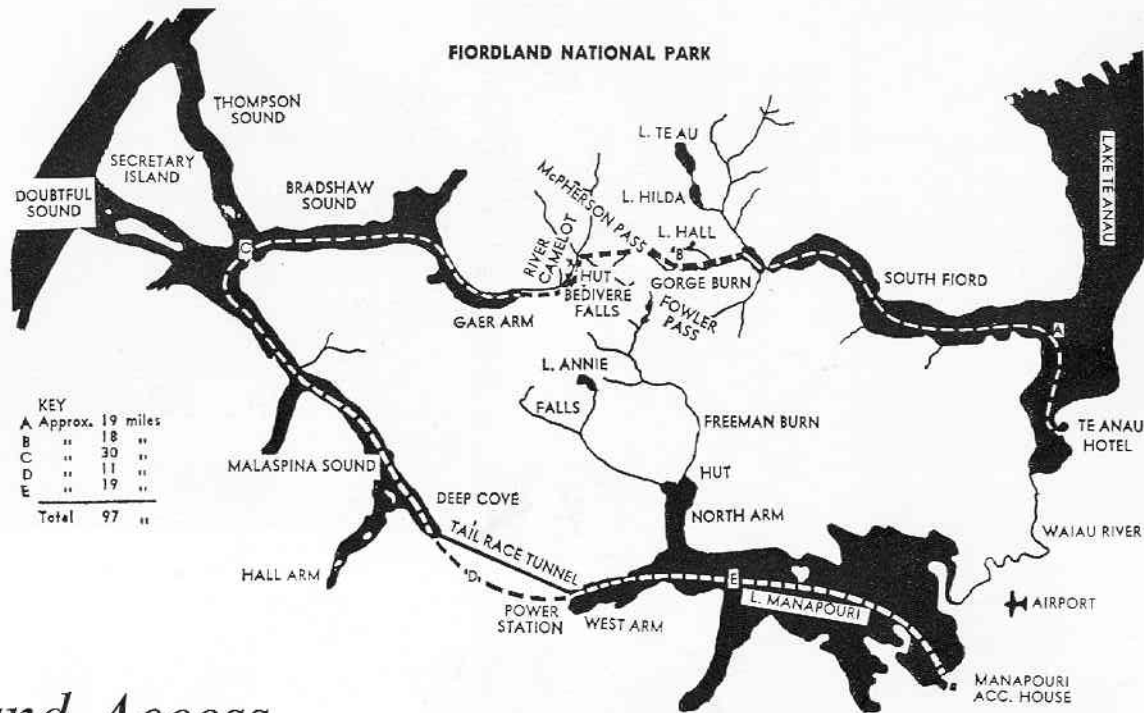 FIORDLAND NATIONAL PARK
THOMPSON
SOUND
SECRETARY
ISLAND
DOUBTFUL
SOUND
BRADSHAW
SOUND
L. TE AU
McPHERSON PASS
L. HILDA
LAKE TE ANAU
RIVER
CAMELOT
L. HALL
C
'B'
HUT
BEDIVERE
FALLS
GORGE BURN
SOUTH FIORD
GAER ARM
FOWLER
PASS
A
L. ANNIE
FALLS
FREEMAN BURN
TE ANAU
HOTEL
KEY
A Approx. 19 miles
B " 18 "
C " 30 "
D " 11 "
E " 19 "
Total 97 "
MALASPINA SOUND
HUT
DEEP COVE
NORTH ARM
WAIAU RIVER
TAIL RACE TUNNEL
HALL ARM
'D'
E
L. MANAPOURI
POWER
STATION
WEST ARM
AIRPORT
MANAPOURI
ACC. HOUSE
Access